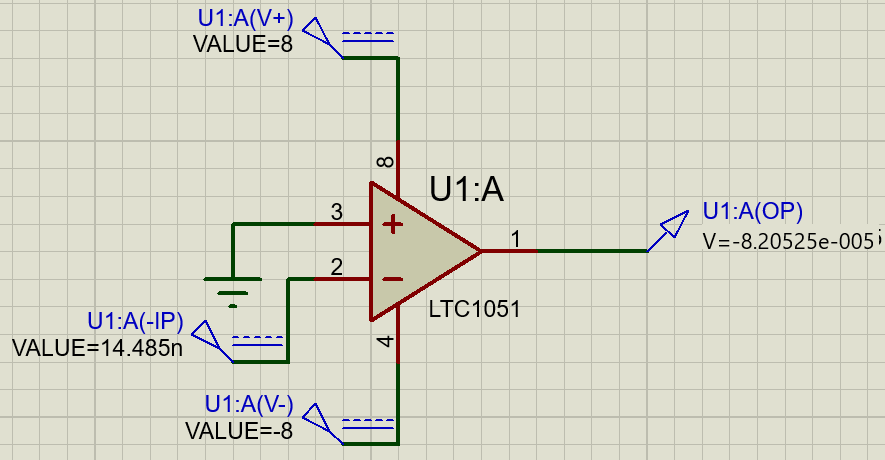 U1:A(V+)
VALUE=8
8
U1:A
3
+
1
U1:A(OP)
V=-8.20525e-005
2
−
LTC1051
U1:A(-IP)
VALUE=14.485n
4
U1:A(V-)
VALUE=-8